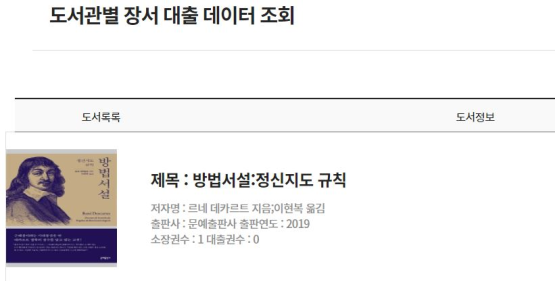 도서관별 장서 대출 데이터 조회
도서록록 도서정보
방법서설
제목 : 방법서설:정신지도 규칙
저자명 : 르네 데카르트 지음;이현복 옮김
출판사 : 문예출판사 출판연도 : 2019
소장권수 : 1 대출권수 : 0